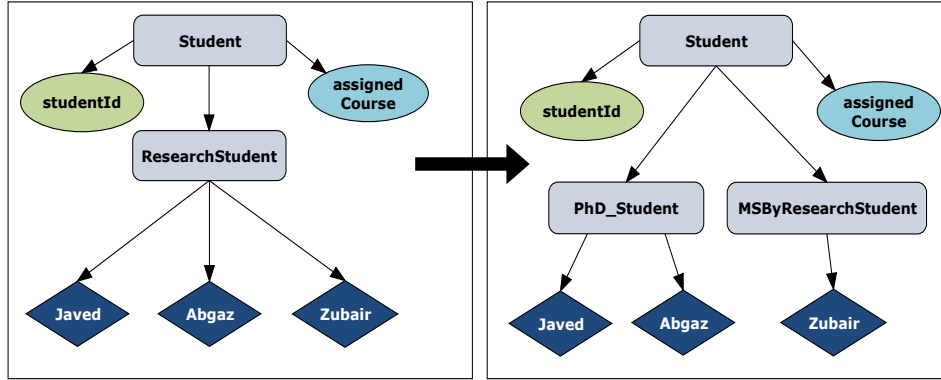 Student
studentId
assigned
Course
ResearchStudent
Javed
Abgaz
Zubair
Student
studentId
assigned
Course
PhD_Student
MSByResearchStudent
Javed
Abgaz
Zubair